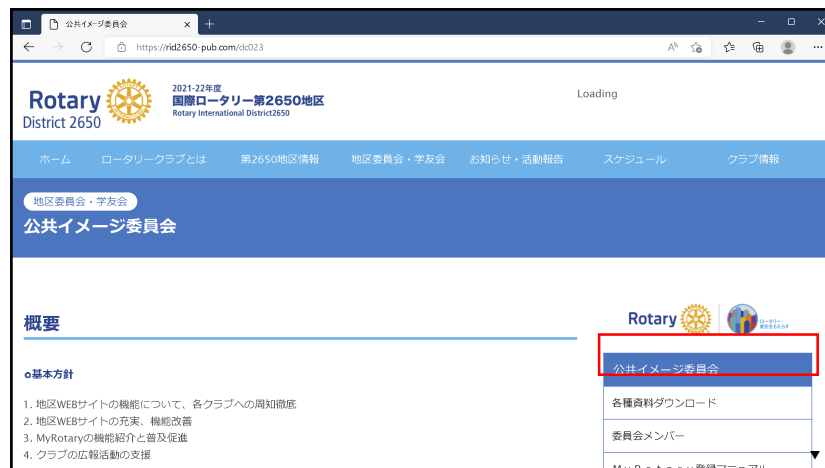 公共イメージ委員会
https://rid2650-pub.com/dc023
Rotary
District 2650
2021-22年度
国際ロータリー第2650地区
Rotary International District2650
Loading
ホーム ロータリークラブとは 第2650地区情報 地区委員会・学友会 お知らせ・活動報告 スケジュール クラブ情報
地区委員会・学友会
公共イメージ委員会
概要
o基本方針
1. 地区WEBサイトの機能について、各クラブへの周知徹底
2. 地区WEBサイトの充実、機能改善
3. MyRotaryの機能紹介と普及促進
4. クラブの広報活動の支援
Rotary
公共イメージ委員会
各種資料ダウンロード
委員会メンバー